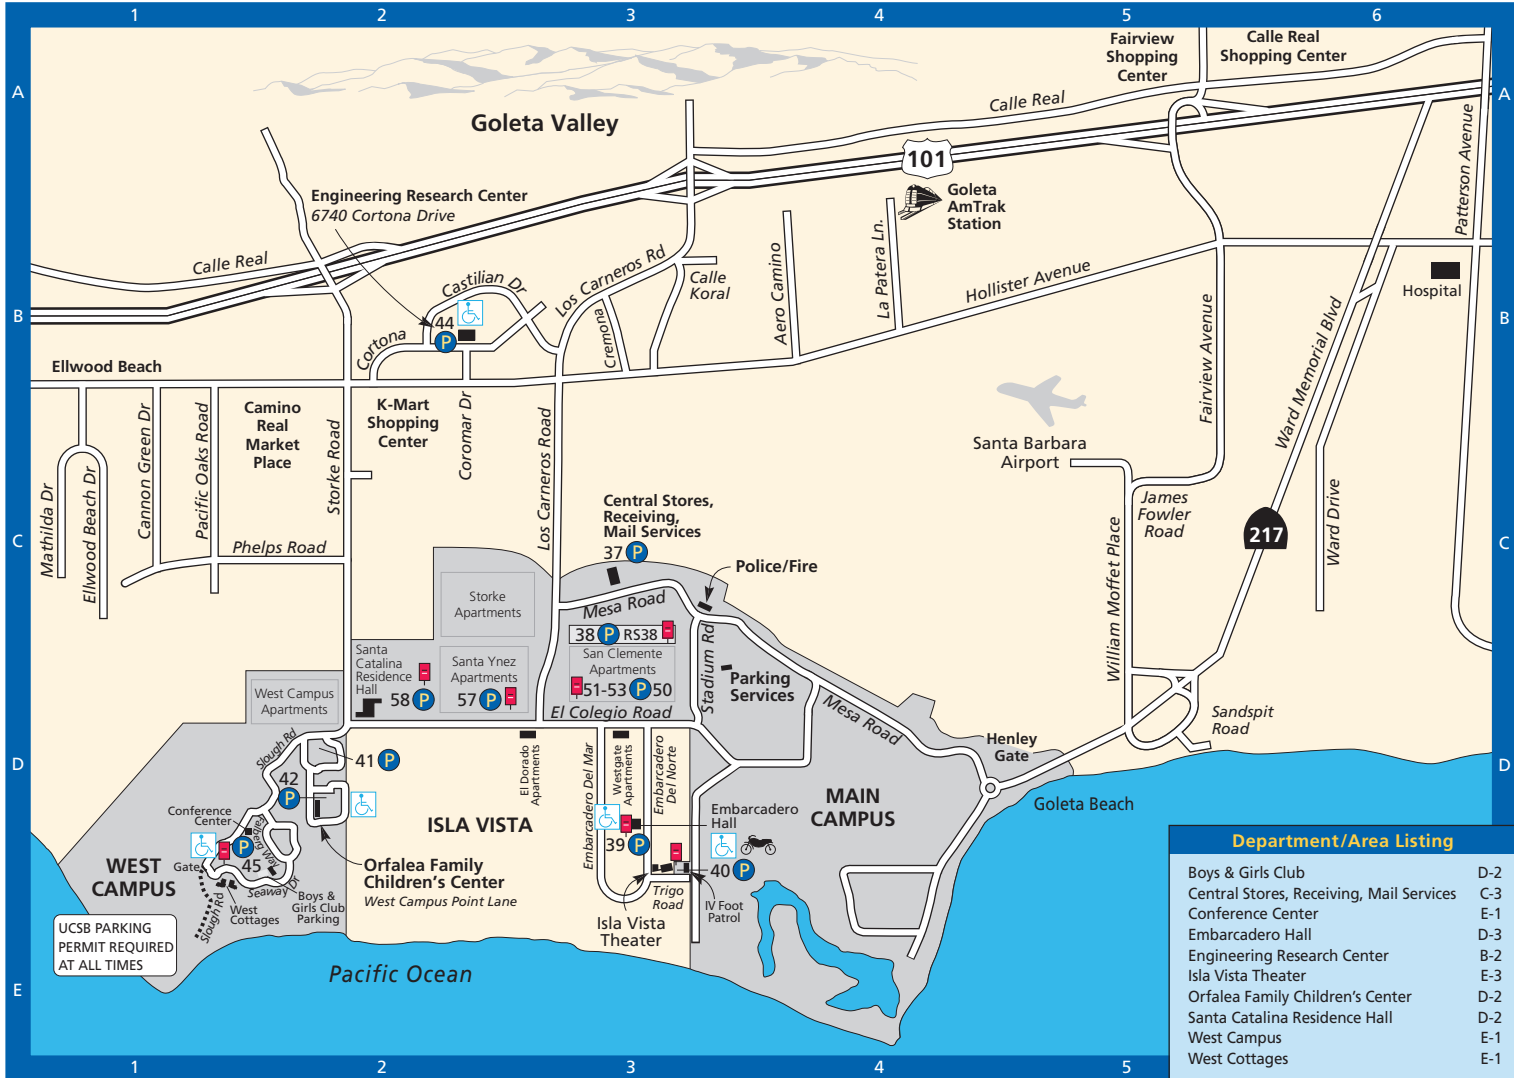 1 2 3 4 5 6
A
A
B
B
C
C
D
D
E
1 2 3 4 5
Fairview
Shopping
Center
Calle Real
Shopping Center
Calle Real
Goleta Valley
101
Patterson Avenue
Engineering Research Center
6740 Cortona Drive
Goleta
AmTrak
Station
Calle Real
Castilian Dr
Los Carneros Rd
Calle
Koral
Aero Camino
La Patera Ln.
Hollister Avenue
Hospital
44
P
Cortona
Cremona
Fairview Avenue
Ward Memorial Blvd
Ellwood Beach
Camino
Real
Market
Place
K-Mart
Shopping
Center
Coromar Dr
Santa Barbara
Airport
Mathilda Dr
Ellwood Beach Dr
Cannon Green Dr
Pacific Oaks Road
Storke Road
Los Carneros Road
Phelps Road
Central Stores,
Receiving,
Mail Services
37 P
Police/Fire
James
Fowler
Road
217
Ward Drive
William Moffet Place
Storke
Apartments
Mesa Road
38 P RS38
San Clemente
Apartments
51-53 P 50
Stadium Rd
Parking
Services
Santa
Catalina
Residence
Hall
58 P
Santa Ynez
Apartments
57 P
West Campus
Apartments
El Colegio Road
Mesa Road
Sandspit
Road
Henley
Gate
Slough Rd
41 P
42
P
El Dorado
Apartments
Embarcadero Del Mar
Westgate
Apartments
Embarcadero
Del Norte
Goleta Beach
MAIN
CAMPUS
Embarcadero
Hall
ISLA VISTA
Conference
Center
P
45
Fairberg Way
Gate
Seaway Dr
WEST
CAMPUS
Slough Rd
West
Cottages
Boys &
Girls Club
Parking
Orfalea Family
Children's Center
West Campus Point Lane
39 P
40 P
Trigo
Road
IV Foot
Patrol
Isla Vista
Theater
UCSB PARKING
PERMIT REQUIRED
AT ALL TIMES
Pacific Ocean
Department/Area Listing
Boys & Girls Club D-2
Central Stores, Receiving, Mail Services C-3
Conference Center E-1
Embarcadero Hall D-3
Engineering Research Center B-2
Isla Vista Theater E-3
Orfalea Family Children's Center D-2
Santa Catalina Residence Hall D-2
West Campus E-1
West Cottages E-1